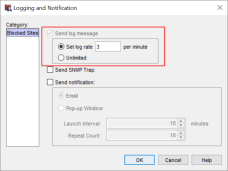 Logging and Notification
Category:
Blocked Sites
Send log message
Set log rate 3 per minute
Unlimited
Send SNMP Trap:
Send notification:
Email
Pop-up Window
Launch Interval: 15 minutes
Repeat Count: 10
OK Cancel Help